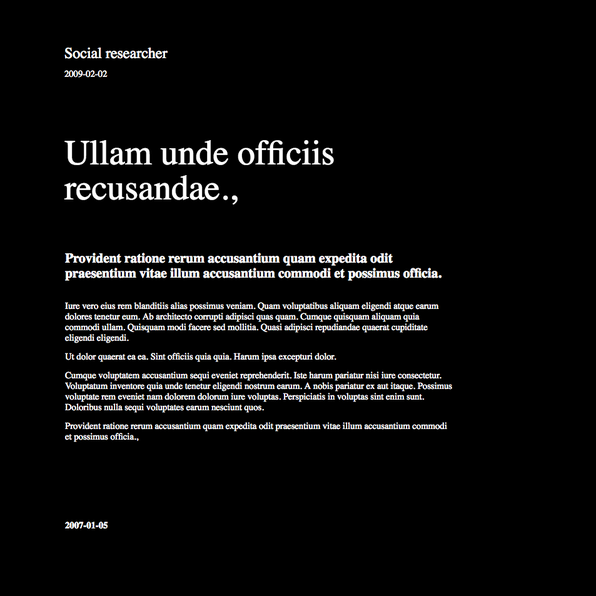 Social researcher
2009-02-02
Ullam unde officiis
recusandae.,
Provident ratione rerum accusantium quam expedita odit
praesentium vitae illum accusantium commodi et possimus officia.
Iure vero eius rem blanditiis alias possimus veniam. Quam voluptatibus aliquam eligendi atque earum
dolores tenetur eum. Ab architecto corrupti adipisci quas quam. Cumque quisquam aliquam quia
commodi ullam. Quisquam modi facere sed mollitia. Quasi adipisci repudiandae quaerat cupiditate
eligendi eligendi.
Ut dolor quaerat ea ea. Sint officiis quia quia. Harum ipsa excepturi dolor.
Cumque voluptatem accusantium sequi eveniet reprehenderit. Iste harum pariatur nisi iure consectetur.
Voluptatum inventore quia unde tenetur eligendi nostrum earum. A nobis pariatur ex aut itaque. Possimus
voluptate rem eveniet nam dolorem dolorum iure voluptas. Perspiciatis in voluptas sint enim sunt.
Doloribus nulla sequi voluptates earum nesciunt quos.
Provident ratione rerum accusantium quam expedita odit praesentium vitae illum accusantium commodi
et possimus officia.,
2007-01-05